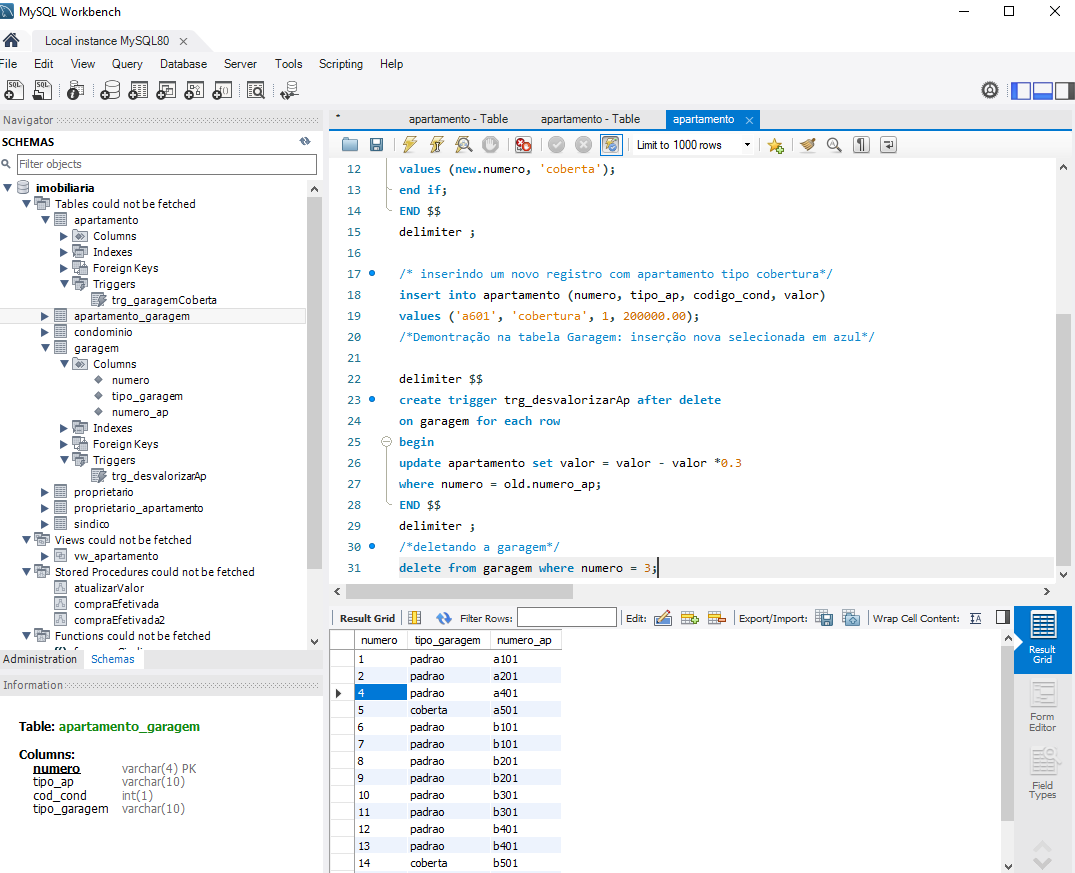 MySQL Workbench
Local instance MySQL80
File Edit View Query Database Server Tools Scripting Help
Navigator
SCHEMAS
Filter objects
imobiliaria
Tables could not be fetched
apartamento
Columns
Indexes
Foreign Keys
Triggers
trg_garagemCoberta
apartamento_garagem
condominio
garagem
Columns
numero
tipo_garagem
numero_ap
Indexes
Foreign Keys
Triggers
trg_desvalorizarAp
proprietario
proprietario_apartamento
sindico
Views could not be fetched
vw_apartamento
Stored Procedures could not be fetched
atualizarValor
compraEfetivada
compraEfetivada2
Functions could not be fetched
Administration Schemas
Information
Table: apartamento_garagem
Columns:
numero varchar(4) PK
tipo_ap varchar(10)
cod_cond int(1)
tipo_garagem varchar(10)
apartamento - Table apartamento - Table apartamento
Limit to 1000 rows
12 values (new.numero, 'coberta');
13 end if;
14 END $$
15 delimiter ;
16
17 /* inserindo um novo registro com apartamento tipo cobertura*/
18 insert into apartamento (numero, tipo_ap, codigo_cond, valor)
19 values ('a601', 'cobertura', 1, 200000.00);
20 /*Demontração na tabela Garagem: inserção nova selecionada em azul*/
21
22 delimiter $$
23 create trigger trg_desvalorizarAp after delete
24 on garagem for each row
25 begin
26 update apartamento set valor = valor - valor *0.3
27 where numero = old.numero_ap;
28 END $$
29 delimiter ;
30 /*deletando a garagem*/
31 delete from garagem where numero = 3;
Result Grid Filter Rows: Edit: Export/Import: Wrap Cell Content:
numero tipo_garagem numero_ap
1 padrao a101
2 padrao a201
4 padrao a401
5 coberta a501
6 padrao b101
7 padrao b101
8 padrao b201
9 padrao b201
10 padrao b301
11 padrao b301
12 padrao b401
13 padrao b401
14 coberta b501
Result
Grid
Form
Editor
Field
Types